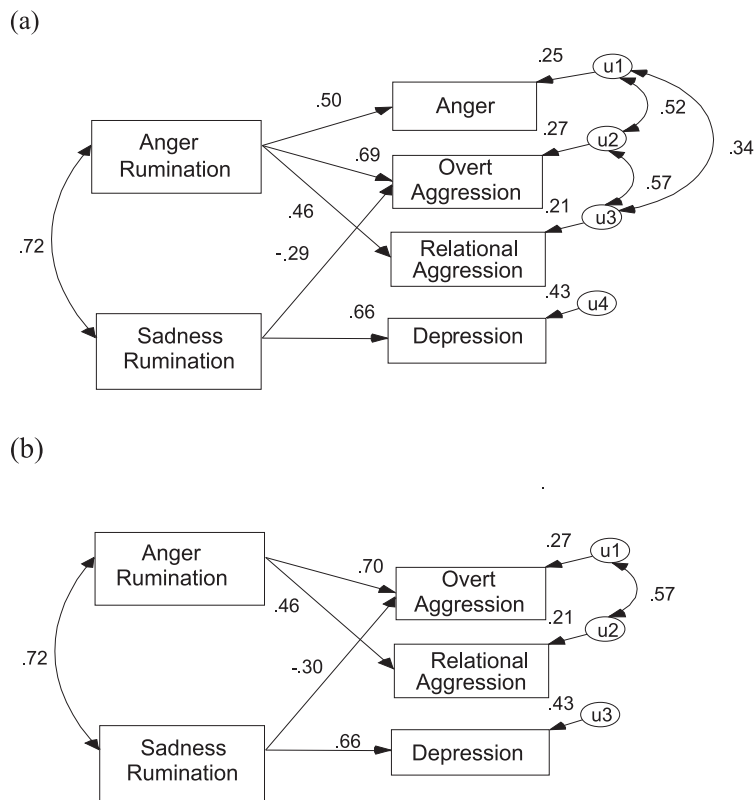 (a)
.25
u1
.50
Anger
.52
Anger
Rumination
.27
u2
.34
.69
Overt
Aggression
.57
.46
.21
u3
.72
-.29
Relational
Aggression
.43
u4
.66
Sadness
Rumination
Depression
(b)
.
Anger
Rumination
.27
u1
.70
Overt
Aggression
.57
.46
.21
u2
.72
-.30
Relational
Aggression
.43
u3
Sadness
Rumination
.66
Depression